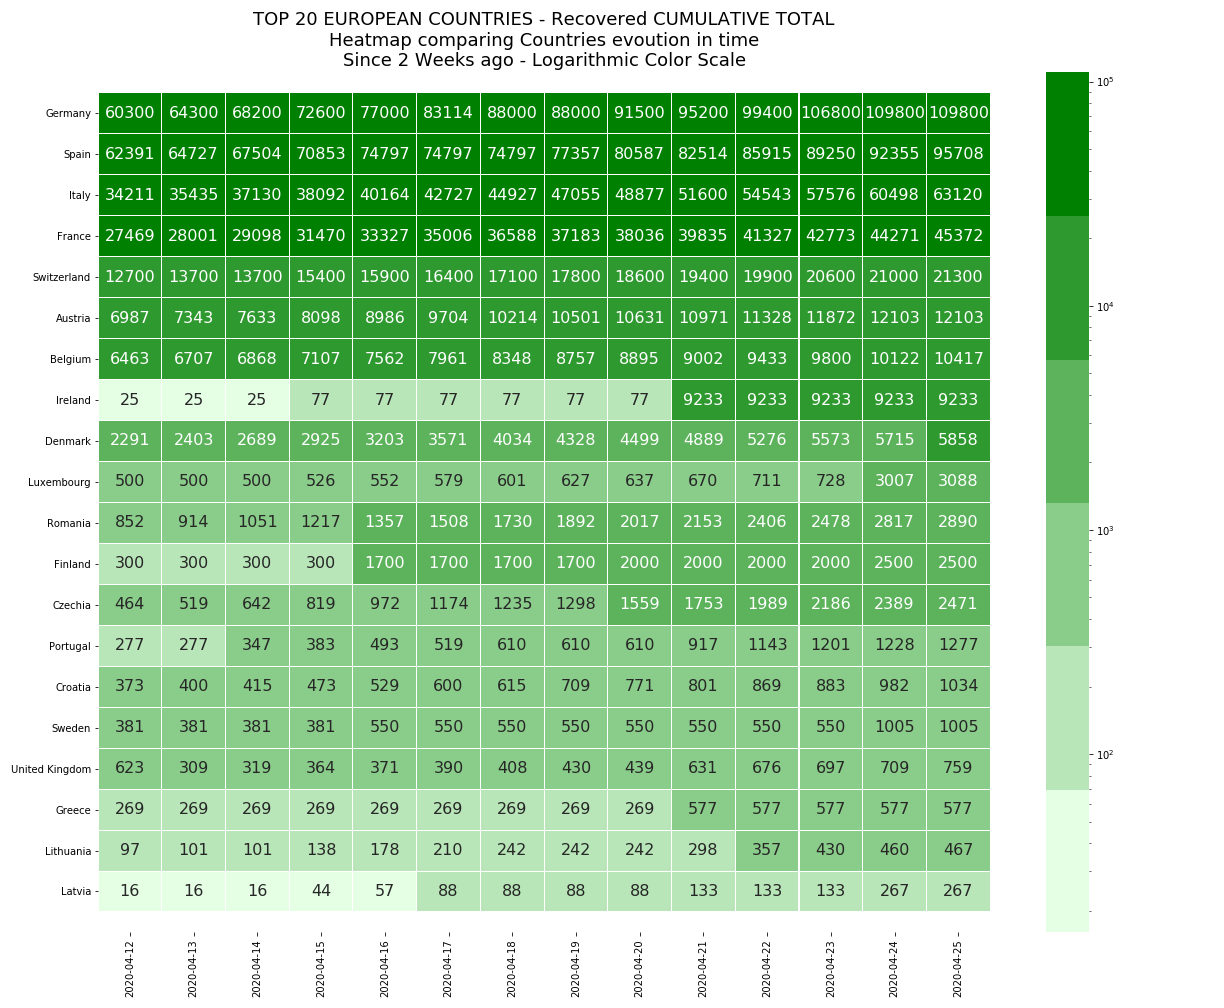 TOP 20 EUROPEAN COUNTRIES - Recovered CUMULATIVE TOTAL
Heatmap comparing Countries evoution in time
Since 2 Weeks ago - Logarithmic Color Scale
Germany 60300 64300 68200 72600 77000 83114 88000 88000 91500 95200 99400 106800 109800 109800
Spain 62391 64727 67504 70853 74797 74797 74797 77357 80587 82514 85915 89250 92355 95708
Italy 34211 35435 37130 38092 40164 42727 44927 47055 48877 51600 54543 57576 60498 63120
France 27469 28001 29098 31470 33327 35006 36588 37183 38036 39835 41327 42773 44271 45372
Switzerland 12700 13700 13700 15400 15900 16400 17100 17800 18600 19400 19900 20600 21000 21300
Austria 6987 7343 7633 8098 8986 9704 10214 10501 10631 10971 11328 11872 12103 12103
Belgium 6463 6707 6868 7107 7562 7961 8348 8757 8895 9002 9433 9800 10122 10417
Ireland 25 25 25 77 77 77 77 77 77 9233 9233 9233 9233 9233
Denmark 2291 2403 2689 2925 3203 3571 4034 4328 4499 4889 5276 5573 5715 5858
Luxembourg 500 500 500 526 552 579 601 627 637 670 711 728 3007 3088
Romania 852 914 1051 1217 1357 1508 1730 1892 2017 2153 2406 2478 2817 2890
Finland 300 300 300 300 1700 1700 1700 1700 2000 2000 2000 2000 2500 2500
Czechia 464 519 642 819 972 1174 1235 1298 1559 1753 1989 2186 2389 2471
Portugal 277 277 347 383 493 519 610 610 610 917 1143 1201 1228 1277
Croatia 373 400 415 473 529 600 615 709 771 801 869 883 982 1034
Sweden 381 381 381 381 550 550 550 550 550 550 550 550 1005 1005
United Kingdom 623 309 319 364 371 390 408 430 439 631 676 697 709 759
Greece 269 269 269 269 269 269 269 269 269 577 577 577 577 577
Lithuania 97 101 101 138 178 210 242 242 242 298 357 430 460 467
Latvia 16 16 16 44 57 88 88 88 88 133 133 133 267 267
2020-04-12 2020-04-13 2020-04-14 2020-04-15 2020-04-16 2020-04-17 2020-04-18 2020-04-19 2020-04-20 2020-04-21 2020-04-22 2020-04-23 2020-04-24 2020-04-25
10⁵
10⁴
10³
10²